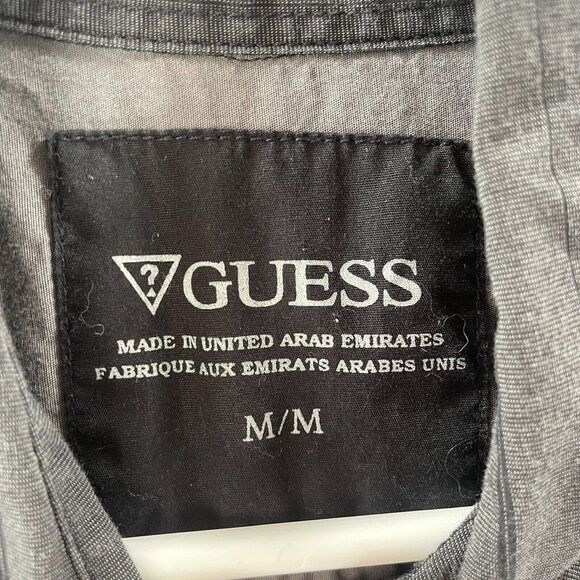 ? GUESS
MADE IN UNITED ARAB EMIRATES
FABRIQUE AUX EMIRATS ARABES UNIS
M/M